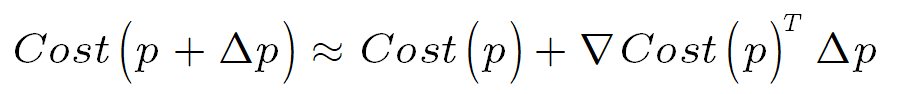 Cost(p + Δp) ≈ Cost(p) + ∇Cost(p)ᵀ Δp